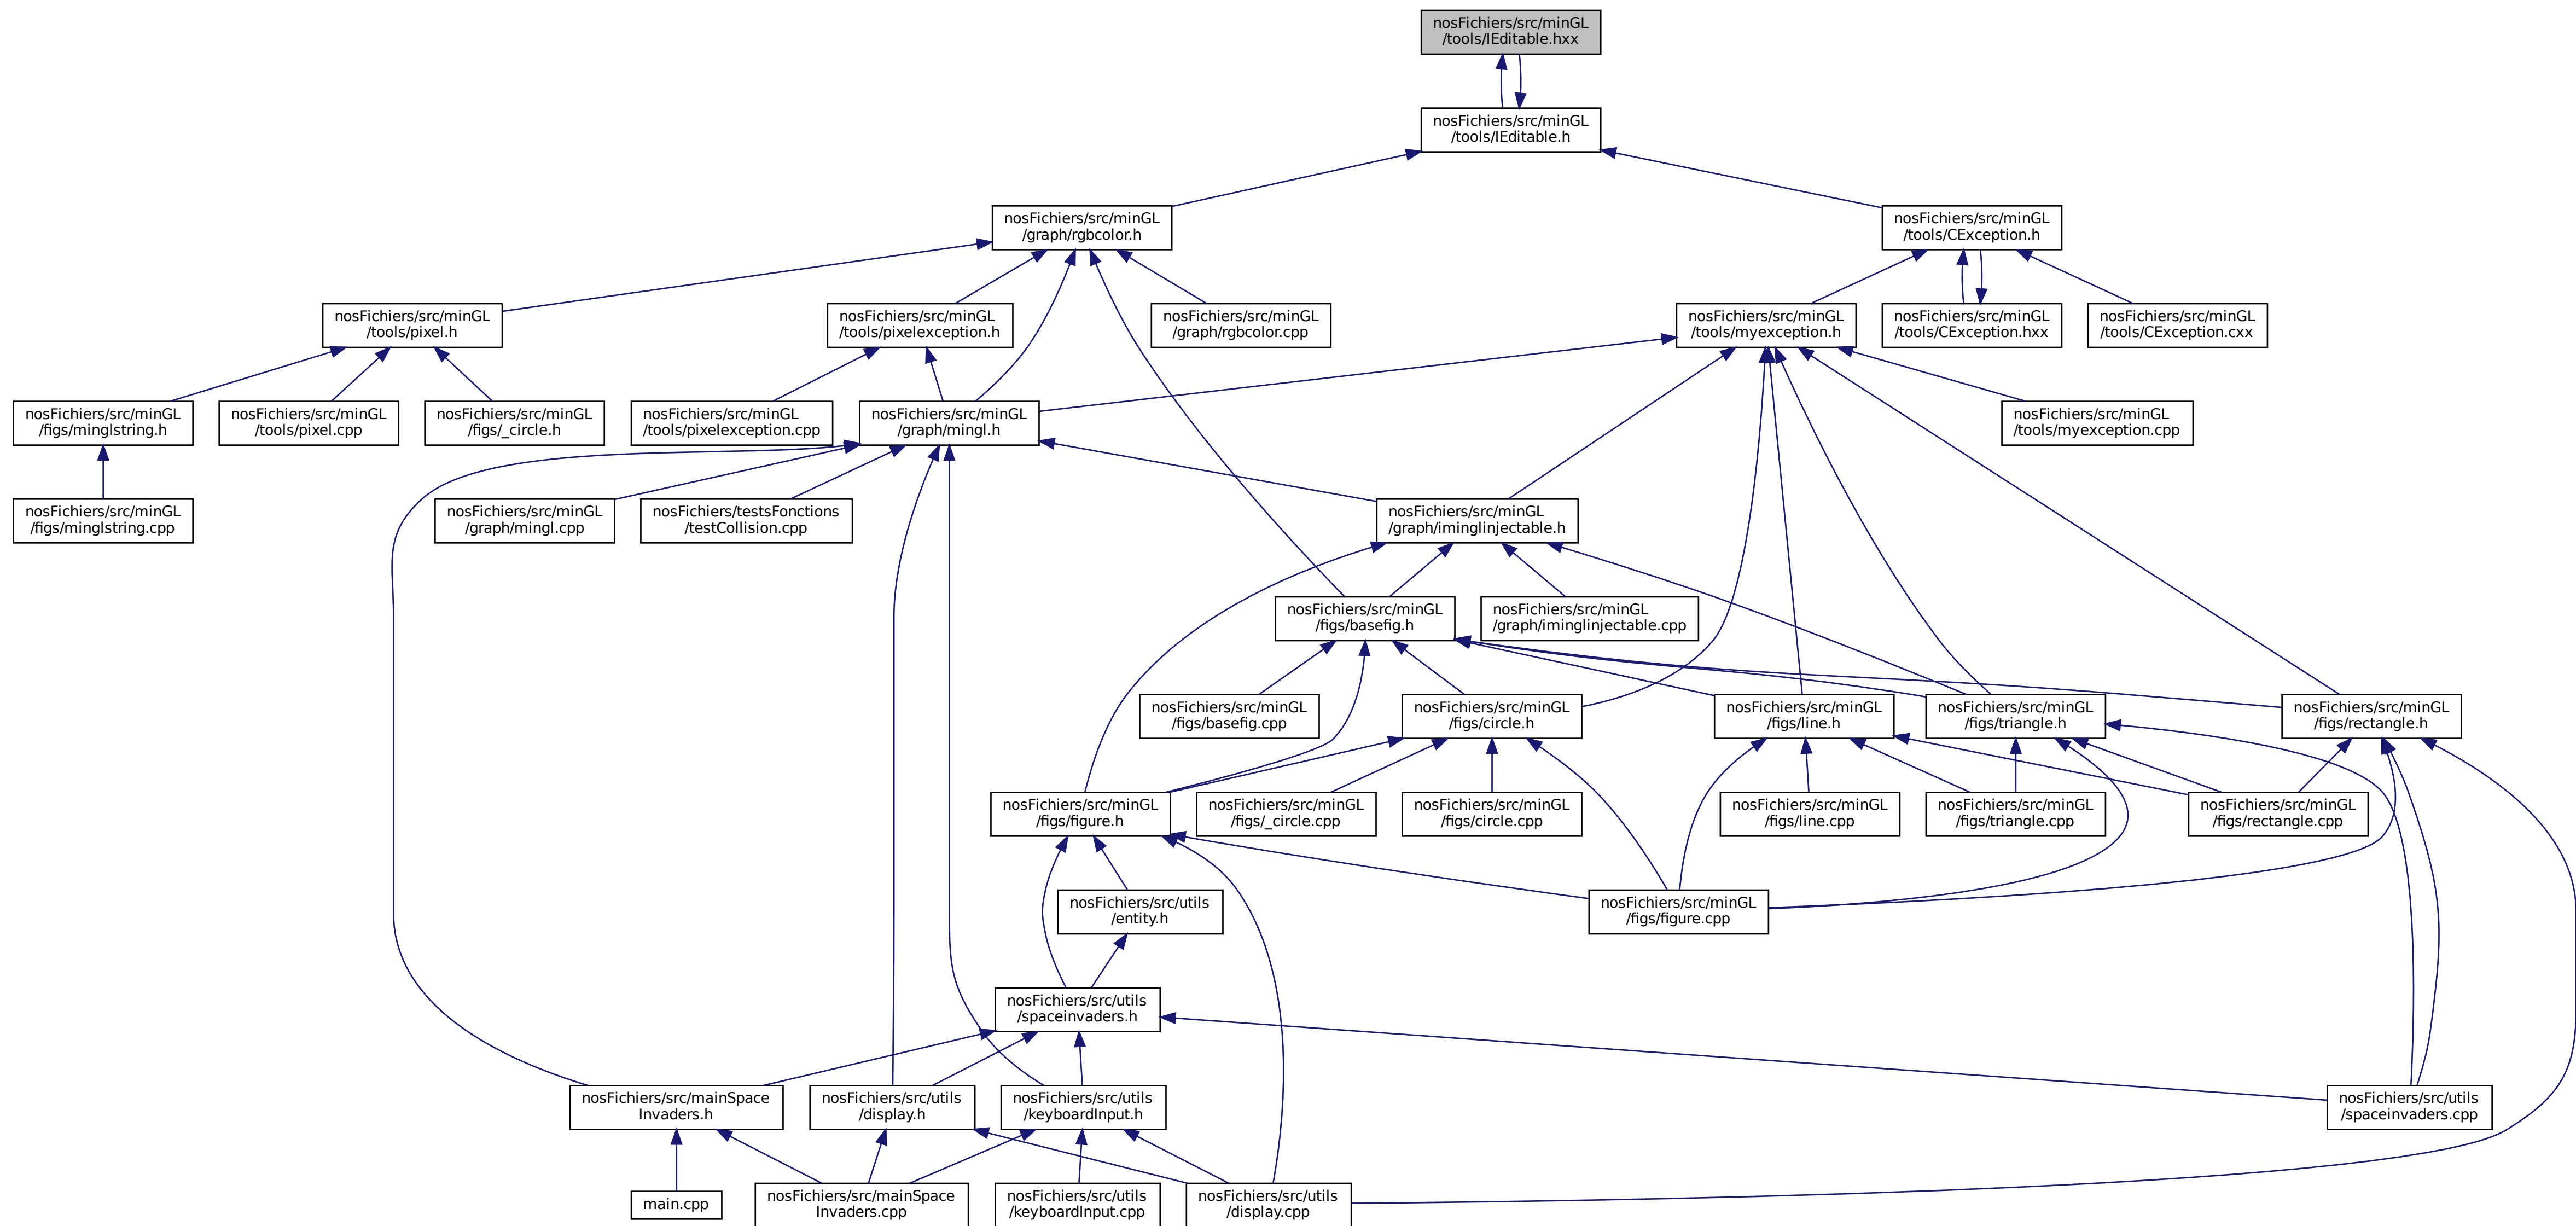 nosFichiers/src/minGL
/tools/IEditable.hxx
nosFichiers/src/minGL
/tools/IEditable.h
nosFichiers/src/minGL
/graph/rgbcolor.h
nosFichiers/src/minGL
/tools/CException.h
nosFichiers/src/minGL
/tools/pixel.h
nosFichiers/src/minGL
/tools/pixelexception.h
nosFichiers/src/minGL
/graph/rgbcolor.cpp
nosFichiers/src/minGL
/tools/myexception.h
nosFichiers/src/minGL
/tools/CException.hxx
nosFichiers/src/minGL
/tools/CException.cxx
nosFichiers/src/minGL
/figs/minglstring.h
nosFichiers/src/minGL
/tools/pixel.cpp
nosFichiers/src/minGL
/figs/_circle.h
nosFichiers/src/minGL
/tools/pixelexception.cpp
nosFichiers/src/minGL
/graph/mingl.h
nosFichiers/src/minGL
/tools/myexception.cpp
nosFichiers/src/minGL
/figs/minglstring.cpp
nosFichiers/src/minGL
/graph/mingl.cpp
nosFichiers/testsFonctions
/testCollision.cpp
nosFichiers/src/minGL
/graph/iminglinjectable.h
nosFichiers/src/minGL
/figs/basefig.h
nosFichiers/src/minGL
/graph/iminglinjectable.cpp
nosFichiers/src/minGL
/figs/basefig.cpp
nosFichiers/src/minGL
/figs/circle.h
nosFichiers/src/minGL
/figs/line.h
nosFichiers/src/minGL
/figs/triangle.h
nosFichiers/src/minGL
/figs/rectangle.h
nosFichiers/src/minGL
/figs/figure.h
nosFichiers/src/minGL
/figs/_circle.cpp
nosFichiers/src/minGL
/figs/circle.cpp
nosFichiers/src/minGL
/figs/line.cpp
nosFichiers/src/minGL
/figs/triangle.cpp
nosFichiers/src/minGL
/figs/rectangle.cpp
nosFichiers/src/utils
/entity.h
nosFichiers/src/minGL
/figs/figure.cpp
nosFichiers/src/utils
/spaceinvaders.h
nosFichiers/src/mainSpace
Invaders.h
nosFichiers/src/utils
/display.h
nosFichiers/src/utils
/keyboardInput.h
nosFichiers/src/utils
/spaceinvaders.cpp
main.cpp
nosFichiers/src/mainSpace
Invaders.cpp
nosFichiers/src/utils
/keyboardInput.cpp
nosFichiers/src/utils
/display.cpp